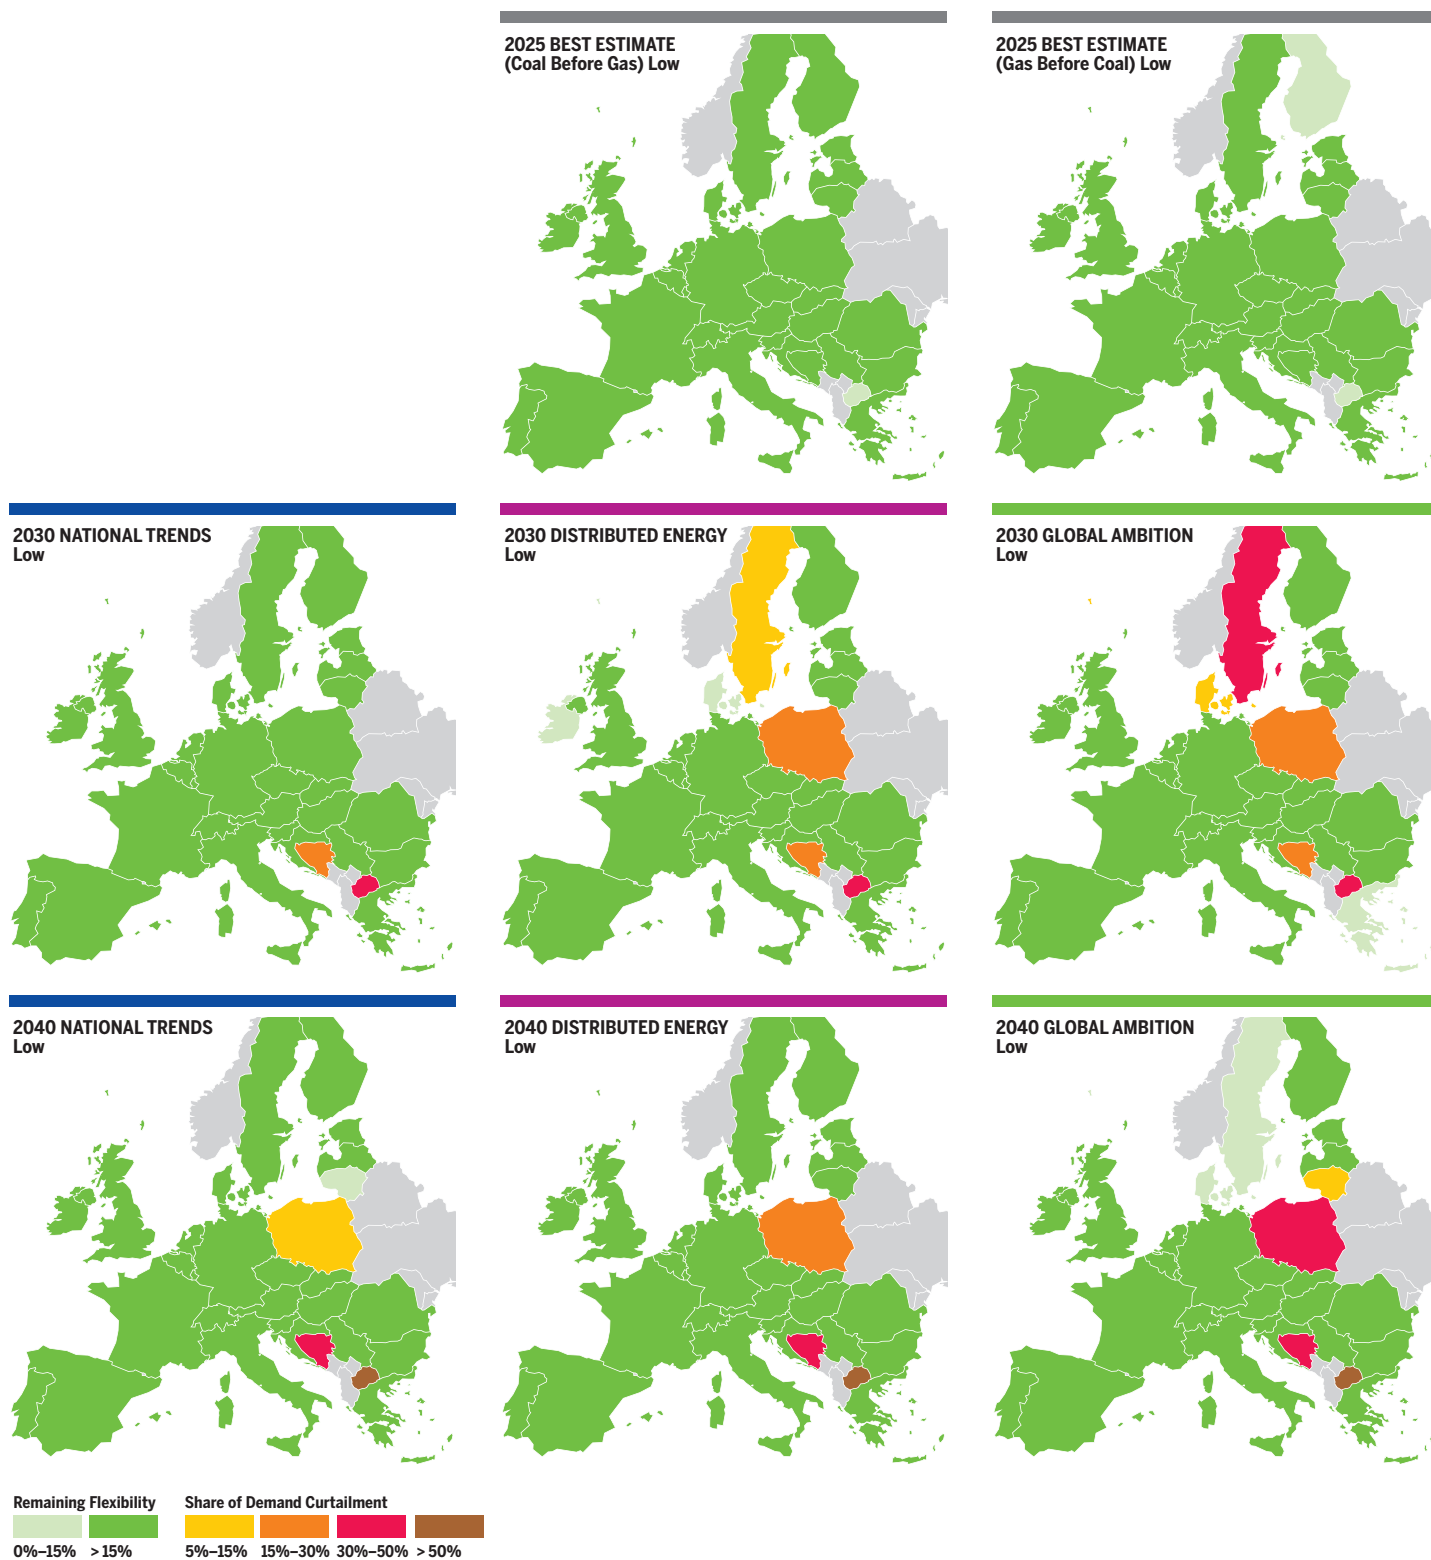 2025 BEST ESTIMATE
(Coal Before Gas) Low
2025 BEST ESTIMATE
(Gas Before Coal) Low
2030 NATIONAL TRENDS
Low
2030 DISTRIBUTED ENERGY
Low
2030 GLOBAL AMBITION
Low
2040 NATIONAL TRENDS
Low
2040 DISTRIBUTED ENERGY
Low
2040 GLOBAL AMBITION
Low
Remaining Flexibility
0%–15% > 15%
Share of Demand Curtailment
5%–15% 15%–30% 30%–50% > 50%